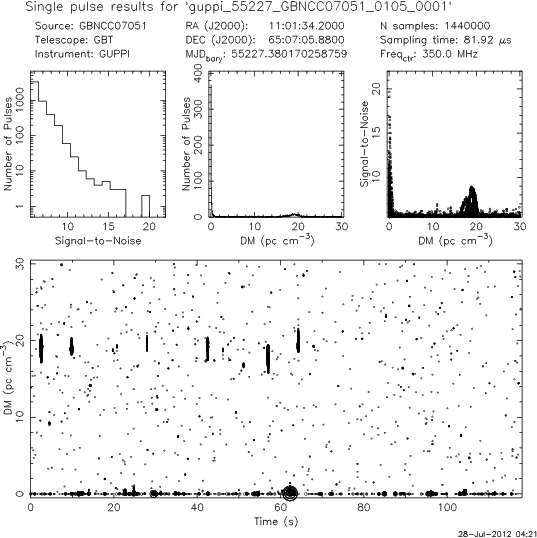 Single pulse results for 'guppi_55227_GBNCC07051_0105_0001'
Source: GBNCC07051 RA (J2000): 11:01:34.2000 N samples: 1440000
Telescope: GBT DEC (J2000): 65:07:05.8800 Sampling time: 81.92 μs
Instrument: GUPPI MJDbary: 55227.380170258759 Freqctr: 350.0 MHz
Number of Pulses
1 10 100 1000
10 15 20
Signal-to-Noise
Number of Pulses
0 100 200 300 400
0 10 20 30
DM (pc cm-3)
Signal-to-Noise
10 15 20
0 10 20 30
DM (pc cm-3)
DM (pc cm-3)
0 10 20 30
0 20 40 60 80 100
Time (s)
28-Jul-2012 04:21